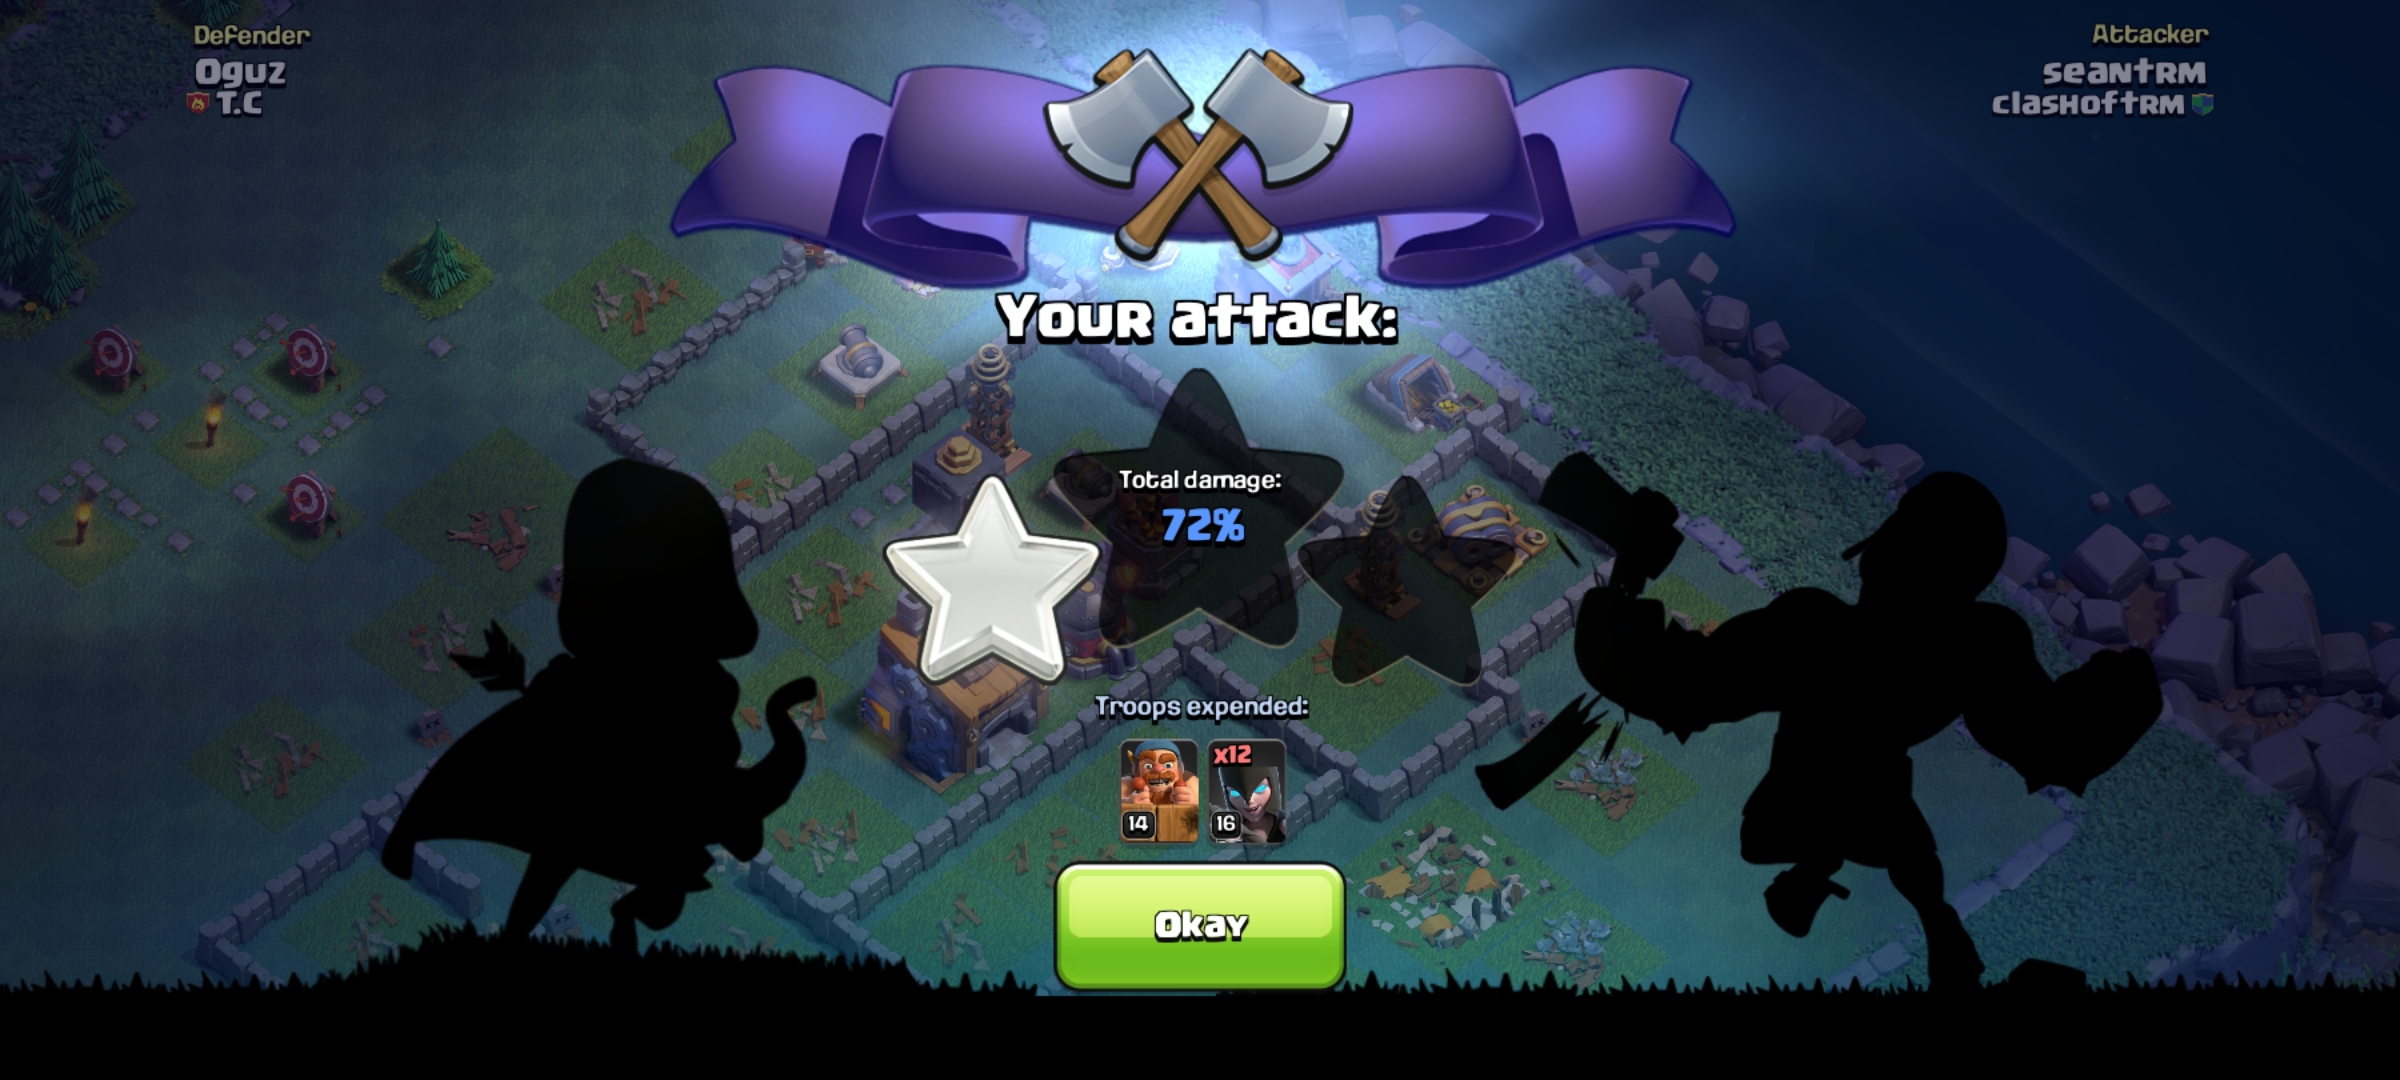 Defender
Oguz
T.C
Attacker
seantRM
clashoftRM
Your attack:
Total damage:
72%
Troops expended:
x12
14
16
Okay